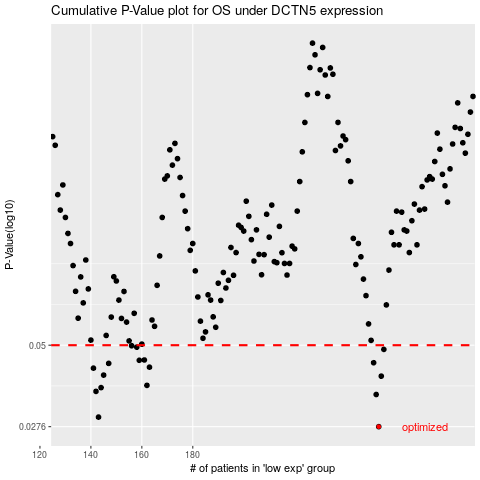 Cumulative P-Value plot for OS under DCTN5 expression
P-Value(log10)
0.05
0.0276
optimized
120 140 160 180
# of patients in 'low exp' group